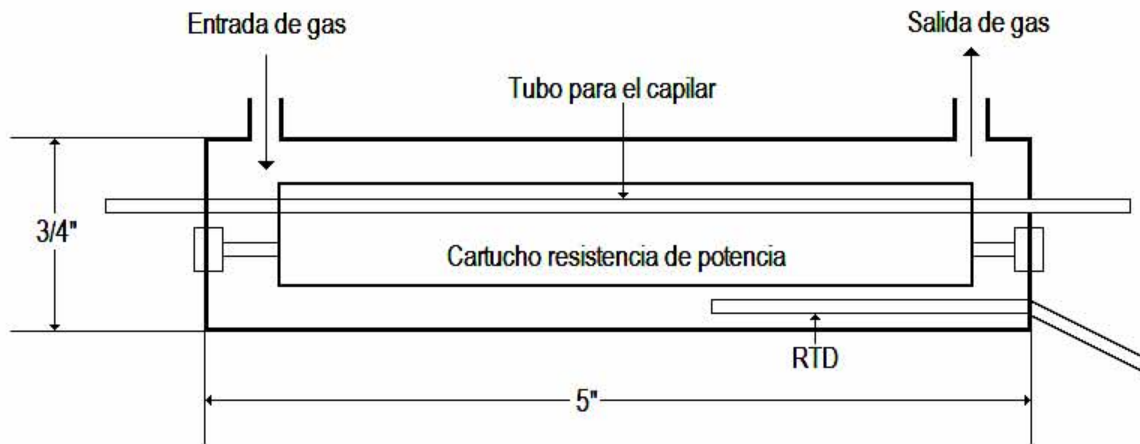 Entrada de gas
Salida de gas
Tubo para el capilar
3/4"
Cartucho resistencia de potencia
RTD
5"